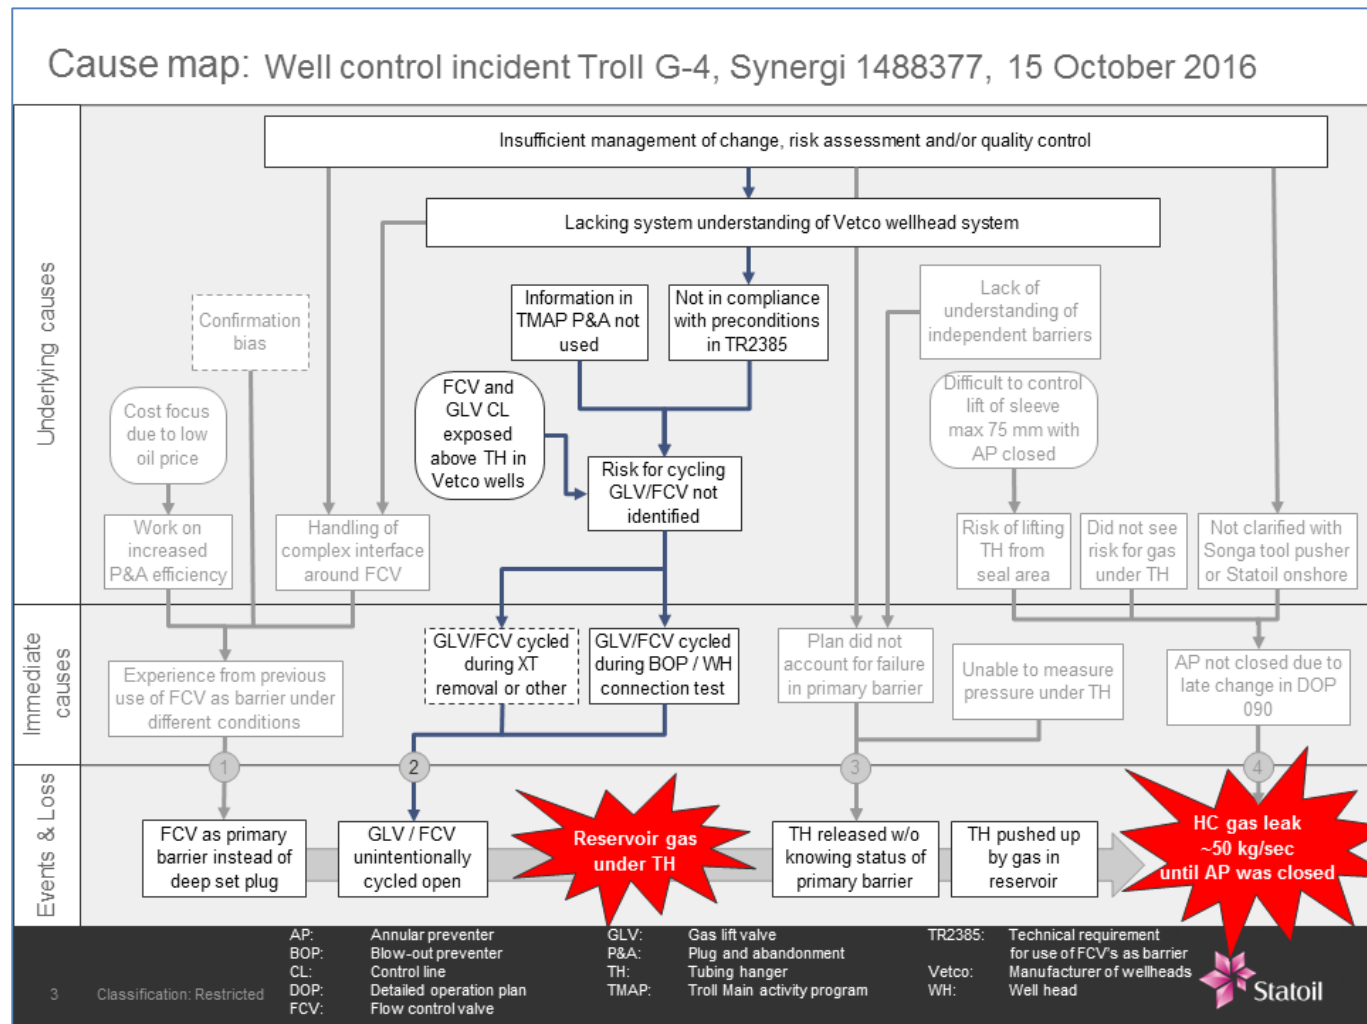 Cause map: Well control incident Troll G-4, Synergi 1488377, 15 October 2016
Underlying causes
Insufficient management of change, risk assessment and/or quality control
Lacking system understanding of Vetco wellhead system
Confirmation
bias
Information in
TMAP P&A not
used
Not in compliance
with preconditions
in TR2385
Lack of
understanding of
independent barriers
Cost focus
due to low
oil price
FCV and
GLV CL
exposed
above TH in
Vetco wells
Difficult to control
lift of sleeve
max 75 mm with
AP closed
Risk for cycling
GLV/FCV not
identified
Work on
increased
P&A efficiency
Handling of
complex interface
around FCV
Risk of lifting
TH from
seal area
Did not see
risk for gas
under TH
Not clarified with
Songa tool pusher
or Statoil onshore
Immediate
causes
Experience from previous
use of FCV as barrier under
different conditions
GLV/FCV cycled
during XT
removal or other
GLV/FCV cycled
during BOP / WH
connection test
Plan did not
account for failure
in primary barrier
Unable to measure
pressure under TH
AP not closed due to
late change in DOP
090
1
2
3
4
Events & Loss
FCV as primary
barrier instead of
deep set plug
GLV / FCV
unintentionally
cycled open
Reservoir gas
under TH
TH released w/o
knowing status of
primary barrier
TH pushed up
by gas in
reservoir
HC gas leak
~50 kg/sec
until AP was closed
AP: Annular preventer
BOP: Blow-out preventer
CL: Control line
DOP: Detailed operation plan
FCV: Flow control valve
GLV: Gas lift valve
P&A: Plug and abandonment
TH: Tubing hanger
TMAP: Troll Main activity program
TR2385: Technical requirement
for use of FCV's as barrier
Vetco: Manufacturer of wellheads
WH: Well head
3 Classification: Restricted
Statoil